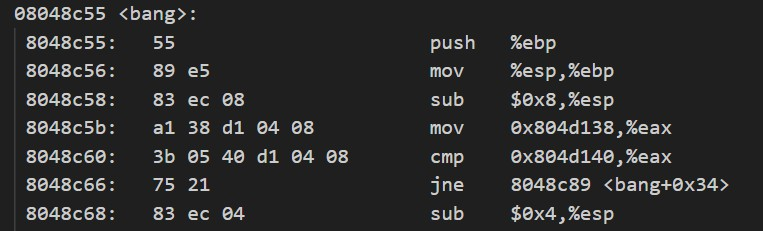 08048c55 <bang>:
8048c55: 55 push %ebp
8048c56: 89 e5 mov %esp,%ebp
8048c58: 83 ec 08 sub $0x8,%esp
8048c5b: a1 38 d1 04 08 mov 0x804d138,%eax
8048c60: 3b 05 40 d1 04 08 cmp 0x804d140,%eax
8048c66: 75 21 jne 8048c89 <bang+0x34>
8048c68: 83 ec 04 sub $0x4,%esp